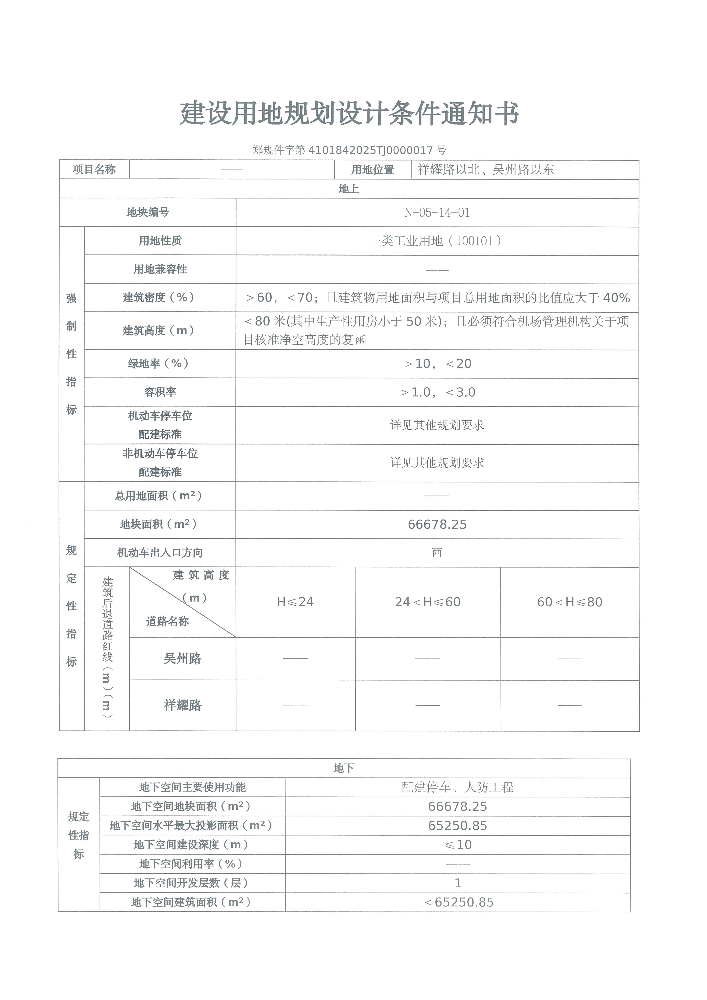 建设用地规划设计条件通知书
郑规件字第 4101842025TJ0000017 号
项目名称 —— 用地位置 祥耀路以北、吴州路以东
地上
地块编号 N—05—14—01
强制性指标
用地性质 一类工业用地（100101）
用地兼容性 ——
建筑密度（%） ＞60，＜70；且建筑物用地面积与项目总用地面积的比值应大于 40%
建筑高度（m） ＜80 米(其中生产性用房小于 50 米)；且必须符合机场管理机构关于项
目核准净空高度的复函
绿地率（%） ＞10，＜20
容积率 ＞1.0，＜3.0
机动车停车位
配建标准 详见其他规划要求
非机动车停车位
配建标准 详见其他规划要求
规定性指标
总用地面积（m²） ——
地块面积（m²） 66678.25
机动车出入口方向 西
建筑后退道路红线（m）（m）
建筑高度
（m）
道路名称
H≤24 24＜H≤60 60＜H≤80
吴州路 —— —— ——
祥耀路 —— —— ——
地下
规定
性指
标
地下空间主要使用功能 配建停车、人防工程
地下空间地块面积（m²） 66678.25
地下空间水平最大投影面积（m²） 65250.85
地下空间建设深度（m） ≤10
地下空间利用率（%） ——
地下空间开发层数（层） 1
地下空间建筑面积（m²） ＜65250.85